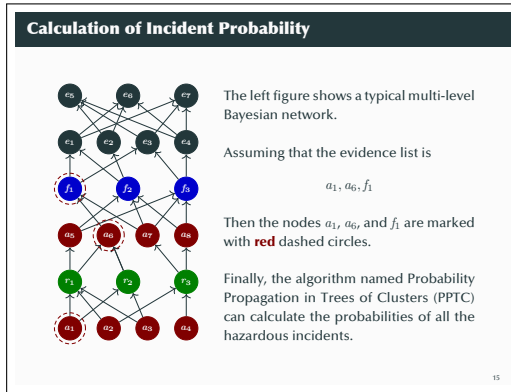 Calculation of Incident Probability
e₅ e₆ e₇
e₁ e₂ e₃ e₄
f₁ f₂ f₃
a₅ a₆ a₇ a₈
r₁ r₂ r₃
a₁ a₂ a₃ a₄
The left figure shows a typical multi-level
Bayesian network.
Assuming that the evidence list is
a₁, a₆, f₁
Then the nodes a₁, a₆, and f₁ are marked
with red dashed circles.
Finally, the algorithm named Probability
Propagation in Trees of Clusters (PPTC)
can calculate the probabilities of all the
hazardous incidents.
15